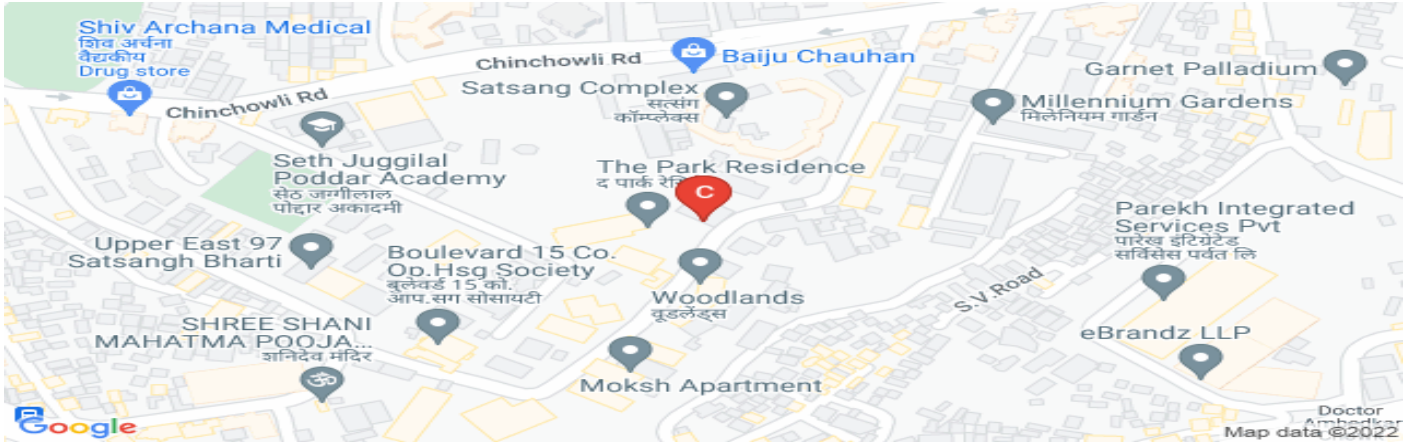 Shiv Archana Medical
शिव अर्चना
वैद्यकीय
Drug store
Chinchowli Rd
Baiju Chauhan
Garnet Palladium
Satsang Complex
सत्संग
कॉम्प्लेक्स
Millennium Gardens
मिलेनियम गार्डन
Chinchowli Rd
Seth Juggilal
Poddar Academy
सेठ जग्गीलाल
पोद्दार अकादमी
The Park Residence
द पार्क
C
Parekh Integrated
Services Pvt
पारेख इंटिग्रेटेड
सर्विसेस पर्वत लि
Upper East 97
Satsangh Bharti
Boulevard 15 Co.
Op.Hsg Society
बुलेवर्ड 15 को.
आप.सग सोसायटी
Woodlands
वूडलँड्स
S.V.Road
SHREE SHANI
MAHATMA POOJA...
शनिदेव मंदिर
eBrandz LLP
Moksh Apartment
Google
Doctor
Ambedkar
Map data ©2022